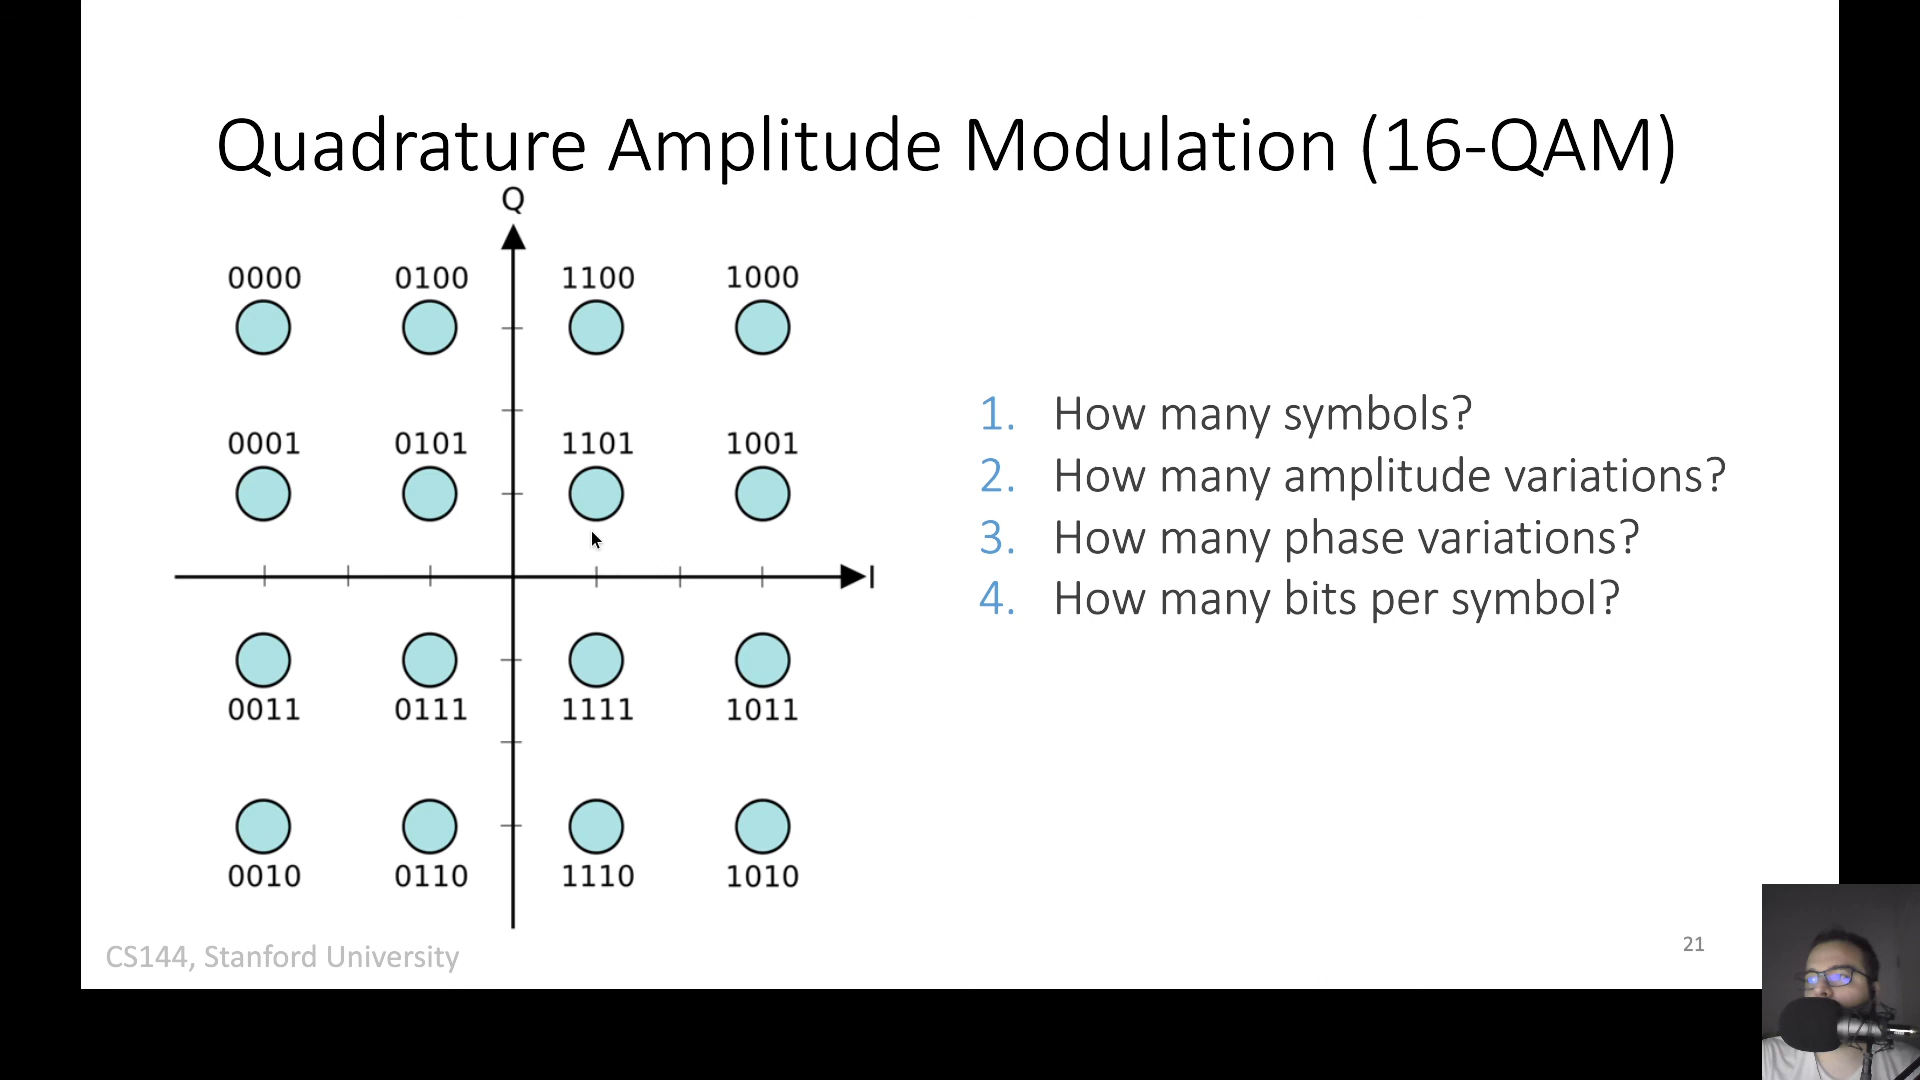 Quadrature Amplitude Modulation (16-QAM)
Q
0000 0100 1100 1000
0001 0101 1101 1001
I
0011 0111 1111 1011
0010 0110 1110 1010
1. How many symbols?
2. How many amplitude variations?
3. How many phase variations?
4. How many bits per symbol?
CS144, Stanford University
21